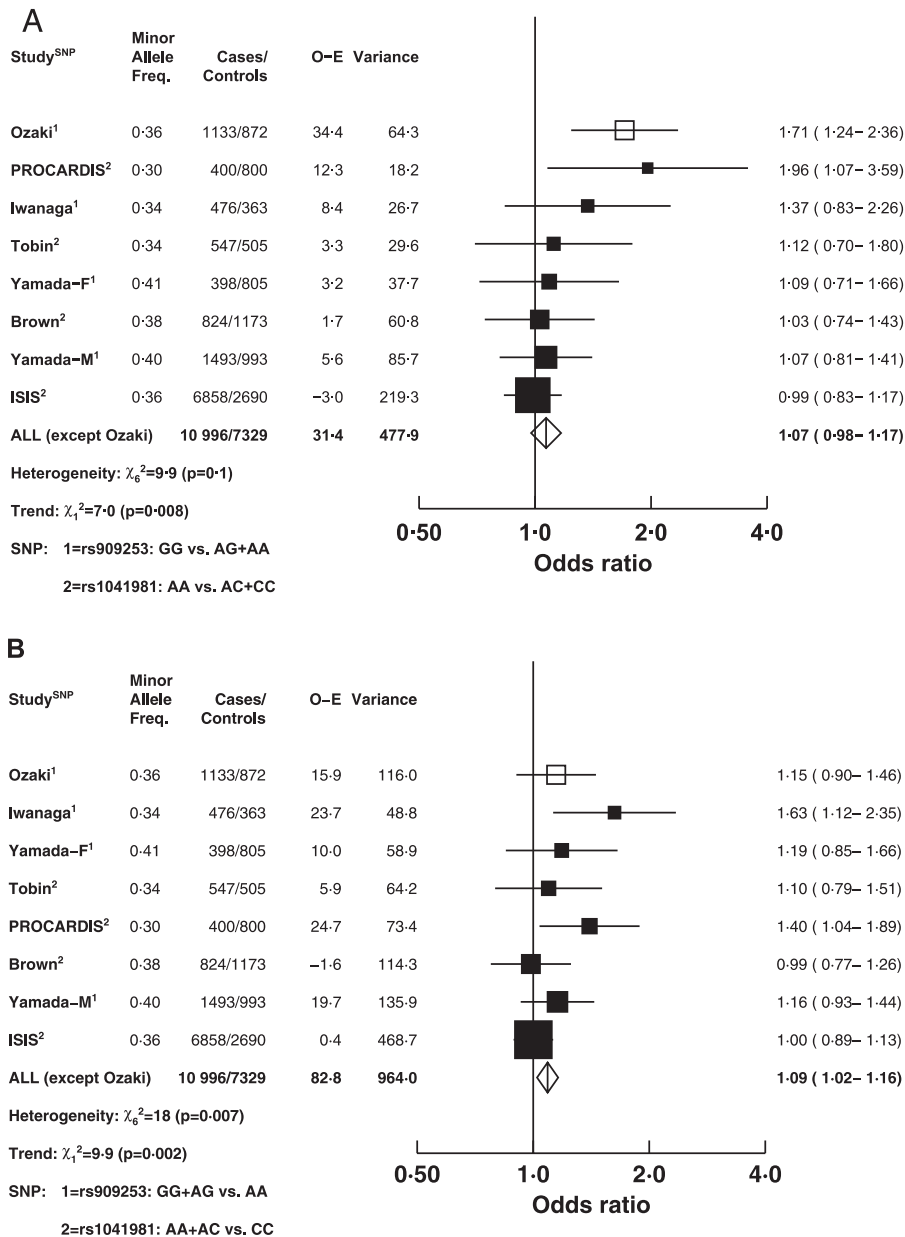 A
Study^SNP Minor Allele Freq. Cases/ Controls O−E Variance
Ozaki¹ 0·36 1133/872 34·4 64·3 1·71 ( 1·24− 2·36)
PROCARDIS² 0·30 400/800 12·3 18·2 1·96 ( 1·07− 3·59)
Iwanaga¹ 0·34 476/363 8·4 26·7 1·37 ( 0·83− 2·26)
Tobin² 0·34 547/505 3·3 29·6 1·12 ( 0·70− 1·80)
Yamada−F¹ 0·41 398/805 3·2 37·7 1·09 ( 0·71− 1·66)
Brown² 0·38 824/1173 1·7 60·8 1·03 ( 0·74− 1·43)
Yamada−M¹ 0·40 1493/993 5·6 85·7 1·07 ( 0·81− 1·41)
ISIS² 0·36 6858/2690 −3·0 219·3 0·99 ( 0·83− 1·17)
ALL (except Ozaki) 10 996/7329 31·4 477·9 1·07 ( 0·98− 1·17)
Heterogeneity: χ₆²=9·9 (p=0·1)
Trend: χ₁²=7·0 (p=0·008)
SNP: 1=rs909253: GG vs. AG+AA
2=rs1041981: AA vs. AC+CC
0·50 1·0 2·0 4·0
Odds ratio
B
Study^SNP Minor Allele Freq. Cases/ Controls O−E Variance
Ozaki¹ 0·36 1133/872 15·9 116·0 1·15 ( 0·90− 1·46)
Iwanaga¹ 0·34 476/363 23·7 48·8 1·63 ( 1·12− 2·35)
Yamada−F¹ 0·41 398/805 10·0 58·9 1·19 ( 0·85− 1·66)
Tobin² 0·34 547/505 5·9 64·2 1·10 ( 0·79− 1·51)
PROCARDIS² 0·30 400/800 24·7 73·4 1·40 ( 1·04− 1·89)
Brown² 0·38 824/1173 −1·6 114·3 0·99 ( 0·77− 1·26)
Yamada−M¹ 0·40 1493/993 19·7 135·9 1·16 ( 0·93− 1·44)
ISIS² 0·36 6858/2690 0·4 468·7 1·00 ( 0·89− 1·13)
ALL (except Ozaki) 10 996/7329 82·8 964·0 1·09 ( 1·02− 1·16)
Heterogeneity: χ₆²=18 (p=0·007)
Trend: χ₁²=9·9 (p=0·002)
SNP: 1=rs909253: GG+AG vs. AA
2=rs1041981: AA+AC vs. CC
0·50 1·0 2·0 4·0
Odds ratio